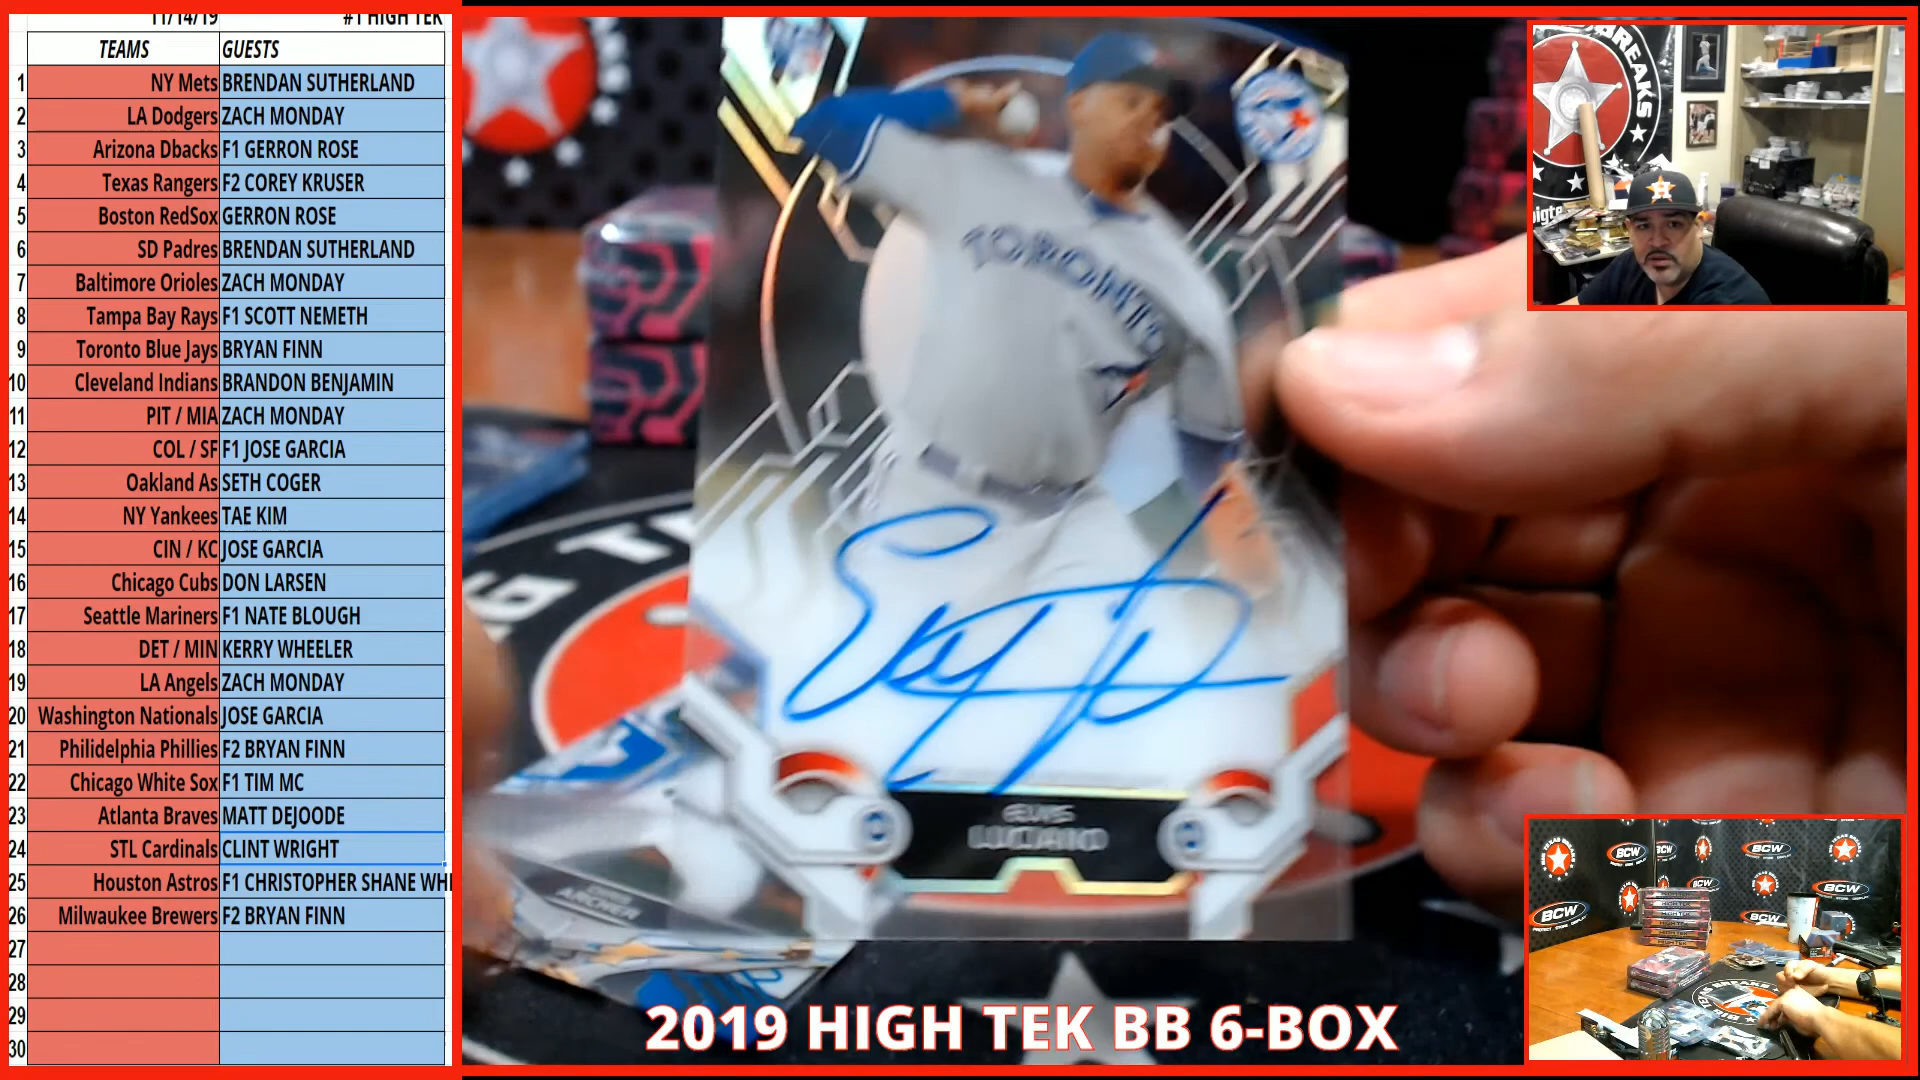 11/14/19 #1 HIGH TEK
TEAMS GUESTS
1 NY Mets BRENDAN SUTHERLAND
2 LA Dodgers ZACH MONDAY
3 Arizona Dbacks F1 GERRON ROSE
4 Texas Rangers F2 COREY KRUSER
5 Boston RedSox GERRON ROSE
6 SD Padres BRENDAN SUTHERLAND
7 Baltimore Orioles ZACH MONDAY
8 Tampa Bay Rays F1 SCOTT NEMETH
9 Toronto Blue Jays BRYAN FINN
10 Cleveland Indians BRANDON BENJAMIN
11 PIT / MIA ZACH MONDAY
12 COL / SF F1 JOSE GARCIA
13 Oakland As SETH COGER
14 NY Yankees TAE KIM
15 CIN / KC JOSE GARCIA
16 Chicago Cubs DON LARSEN
17 Seattle Mariners F1 NATE BLOUGH
18 DET / MIN KERRY WHEELER
19 LA Angels ZACH MONDAY
20 Washington Nationals JOSE GARCIA
21 Philidelphia Phillies F2 BRYAN FINN
22 Chicago White Sox F1 TIM MC
23 Atlanta Braves MATT DEJOODE
24 STL Cardinals CLINT WRIGHT
25 Houston Astros F1 CHRISTOPHER SHANE WHI
26 Milwaukee Brewers F2 BRYAN FINN
27
28
29
30
TORONTO
ELVIS
LUCIANO
CHRIS
ARCHER
2019 HIGH TEK BB 6-BOX
BREAKS
BCW
BCW
BCW
BCW
BCW